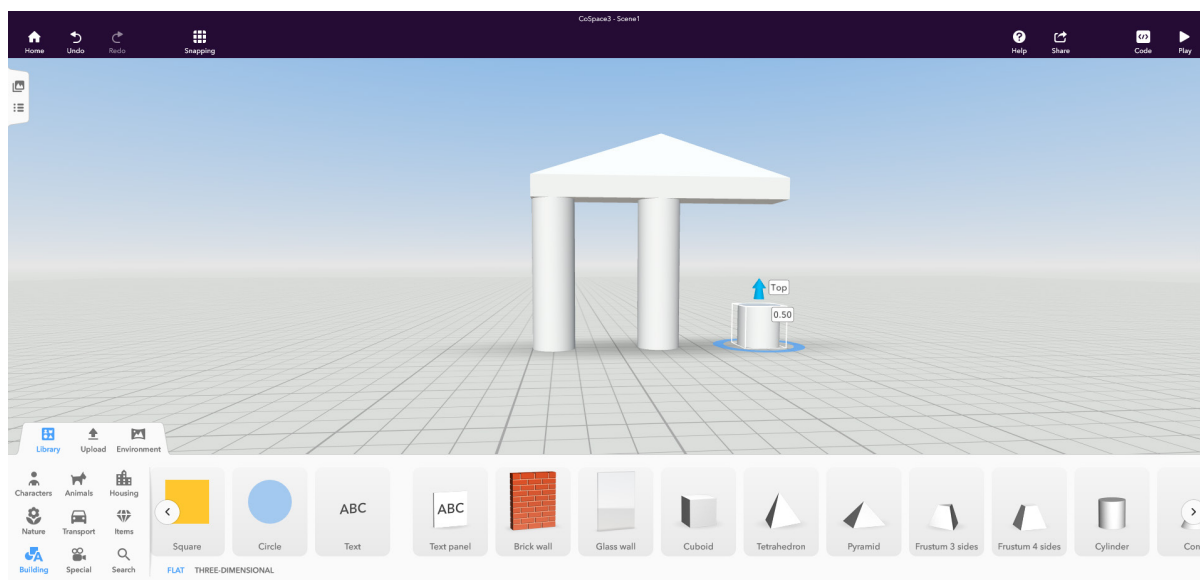 CoSpace3 - Scene1
Home Undo Redo Snapping Help Share Code Play
Top
0.50
Library Upload Environment
Characters Animals Housing
Nature Transport Items
Building Special Search
ABC ABC
Square Circle Text Text panel Brick wall Glass wall Cuboid Tetrahedron Pyramid Frustum 3 sides Frustum 4 sides Cylinder Con
FLAT THREE-DIMENSIONAL